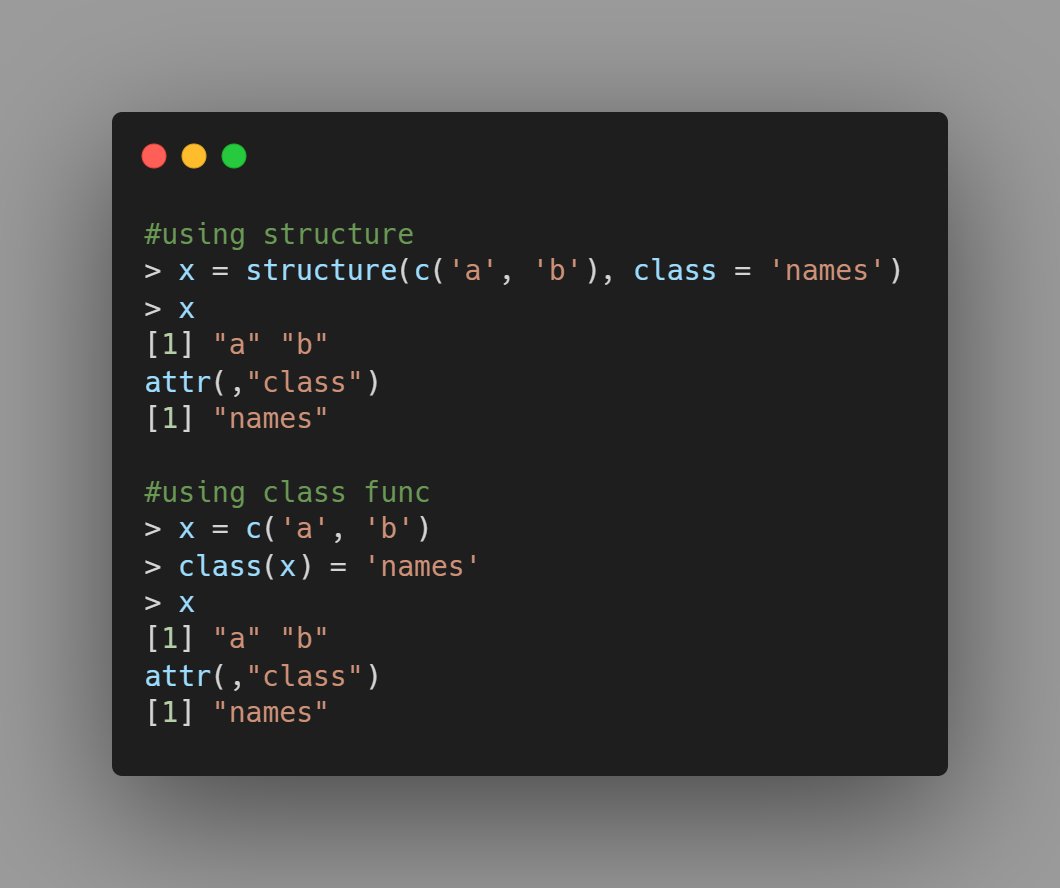 #using structure
> x = structure(c('a', 'b'), class = 'names')
> x
[1] "a" "b"
attr(,"class")
[1] "names"
#using class func
> x = c('a', 'b')
> class(x) = 'names'
> x
[1] "a" "b"
attr(,"class")
[1] "names"